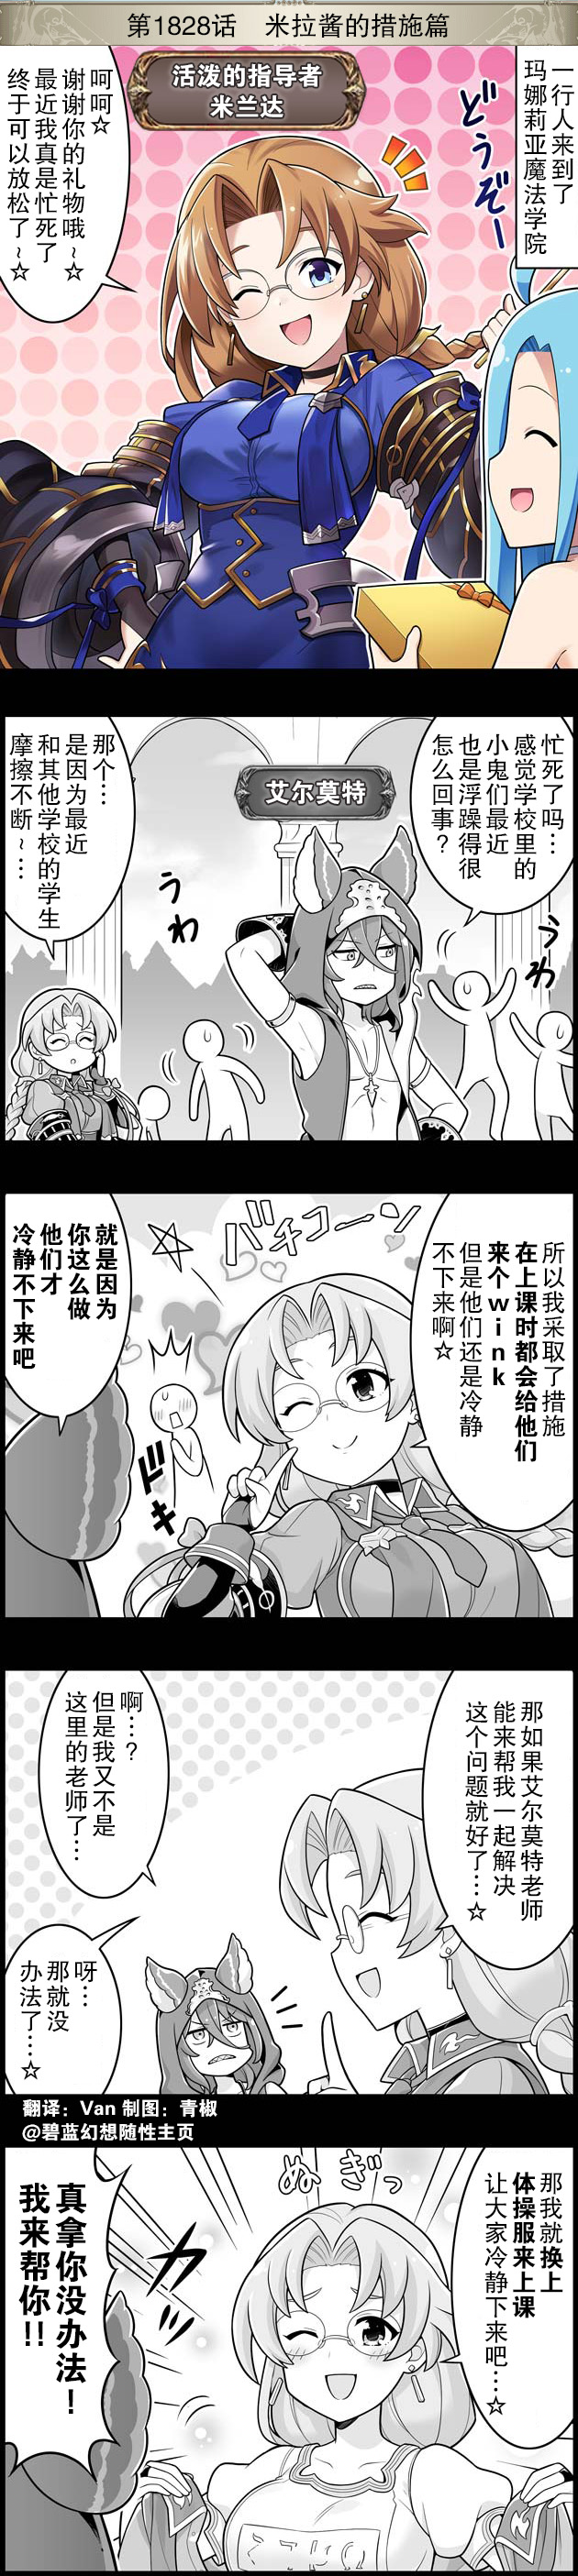 第1828话　米拉酱的措施篇
一行人来到了
玛娜莉亚魔法学院
どうぞー
活泼的指导者
米兰达
呵呵☆
谢谢你的礼物哦~☆
最近我真是忙死了
终于可以放松了~☆
忙死了吗…
感觉学校里的
小鬼们最近
也是浮躁得很
怎么回事？
艾尔莫特
うわ
うわ
那个…
是因为最近
和其他学校的学生
摩擦不断~…
所以我采取了措施
在上课时都会给他们
来个wink
但是他们还是冷静
不下来啊☆
バチコーン
ドキ
就是因为
你这么做
他们才
冷静不下来吧
那如果艾尔莫特老师
能来帮我一起解决
这个问题就好了…☆
啊…？
但是我又不是
这里的老师了…
呀…
那就没
办法了…☆
翻译：Van 制图：青椒
@碧蓝幻想随性主页
那我就换上
体操服来上课
让大家冷静下来吧…☆
ぬぎっ
カッ
真拿你没办法！
我来帮你!!